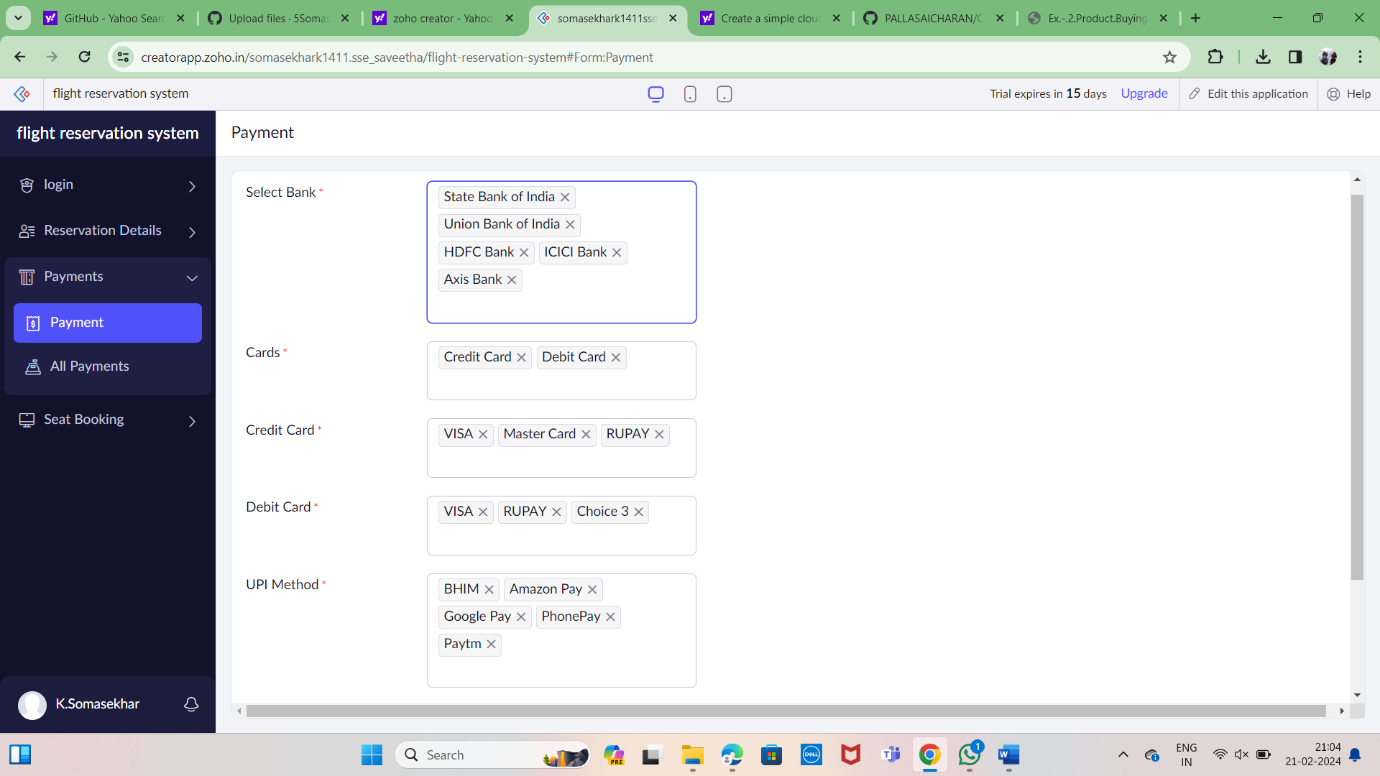 GitHub - Yahoo Sear
Upload files · 5Somas
zoho creator - Yahoo
somasekhark1411sse
Create a simple clou
PALLASAICHARAN/C
Ex.-.2.Product.Buying
creatorapp.zoho.in/somasekhark1411.sse_saveetha/flight-reservation-system#Form:Payment
flight reservation system
Trial expires in 15 days Upgrade Edit this application Help
flight reservation system
login
Reservation Details
Payments
Payment
All Payments
Seat Booking
K.Somasekhar
Payment
Select Bank *
State Bank of India ×
Union Bank of India ×
HDFC Bank × ICICI Bank ×
Axis Bank ×
Cards *
Credit Card × Debit Card ×
Credit Card *
VISA × Master Card × RUPAY ×
Debit Card *
VISA × RUPAY × Choice 3 ×
UPI Method *
BHIM × Amazon Pay ×
Google Pay × PhonePay ×
Paytm ×
Search
PRE
DELL
1
W
ENG
IN
21:04
21-02-2024